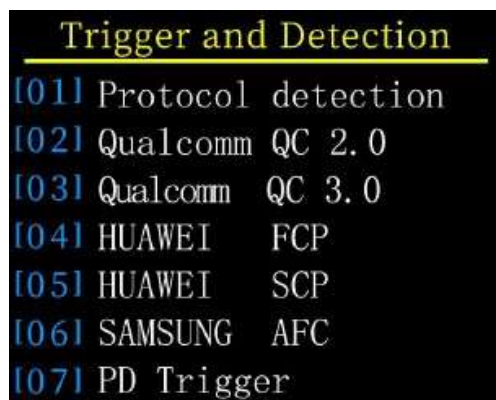 Trigger and Detection
[01] Protocol detection
[02] Qualcomm QC 2.0
[03] Qualcomm QC 3.0
[04] HUAWEI FCP
[05] HUAWEI SCP
[06] SAMSUNG AFC
[07] PD Trigger